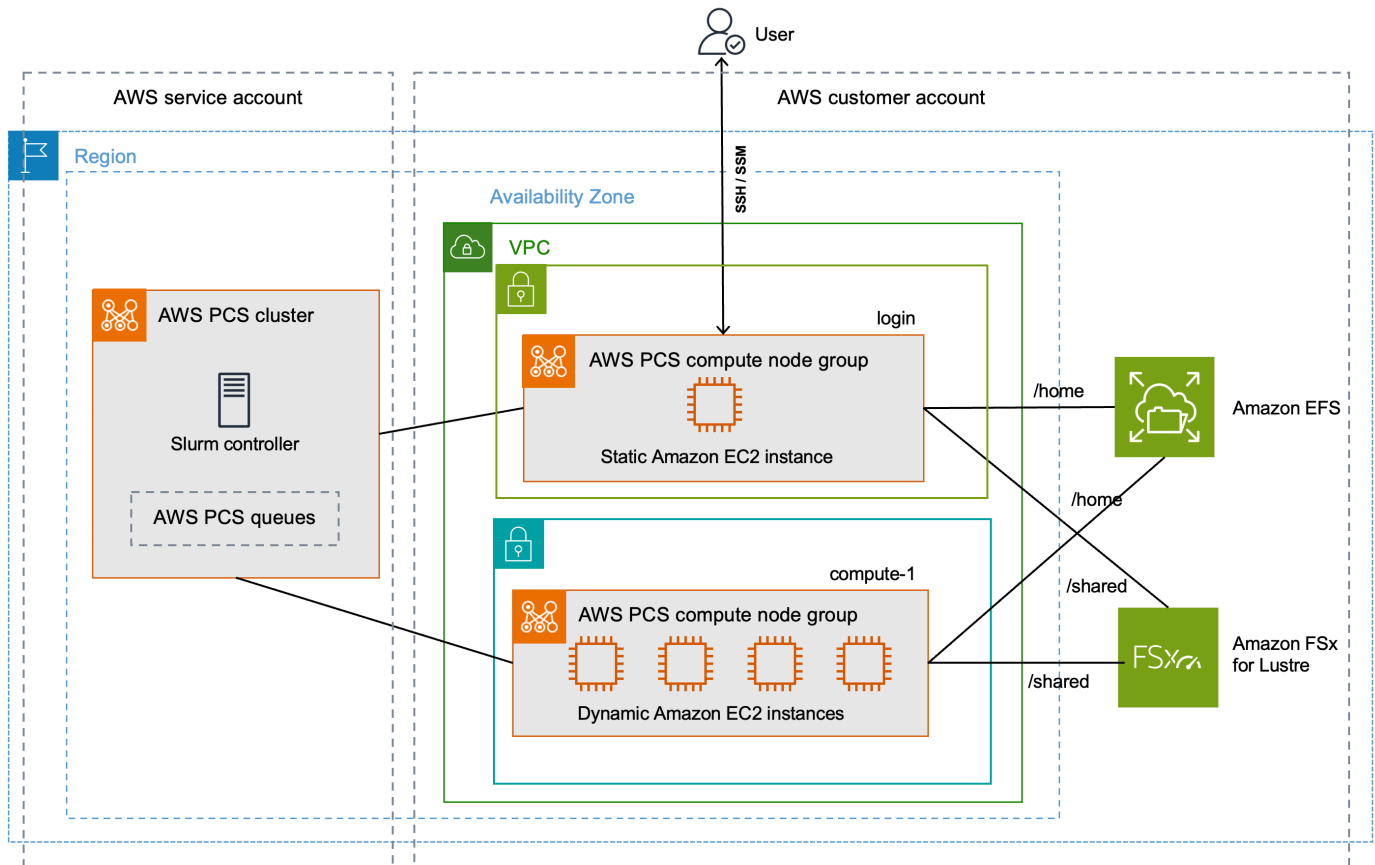 User
AWS service account
AWS customer account
Region
SSH / SSM
Availability Zone
VPC
AWS PCS cluster
login
Slurm controller
AWS PCS compute node group
Static Amazon EC2 instance
/home
Amazon EFS
AWS PCS queues
/home
compute-1
/shared
AWS PCS compute node group
Dynamic Amazon EC2 instances
/shared
FSx
Amazon FSx
for Lustre